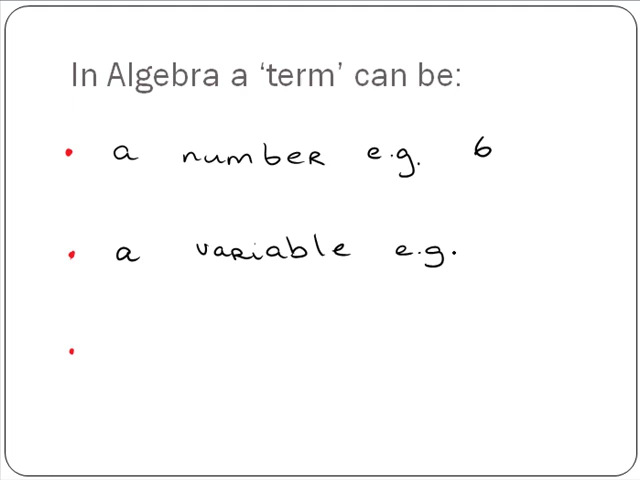 In Algebra a ‘term’ can be:
• a number e.g. 6
• a variable e.g.
•